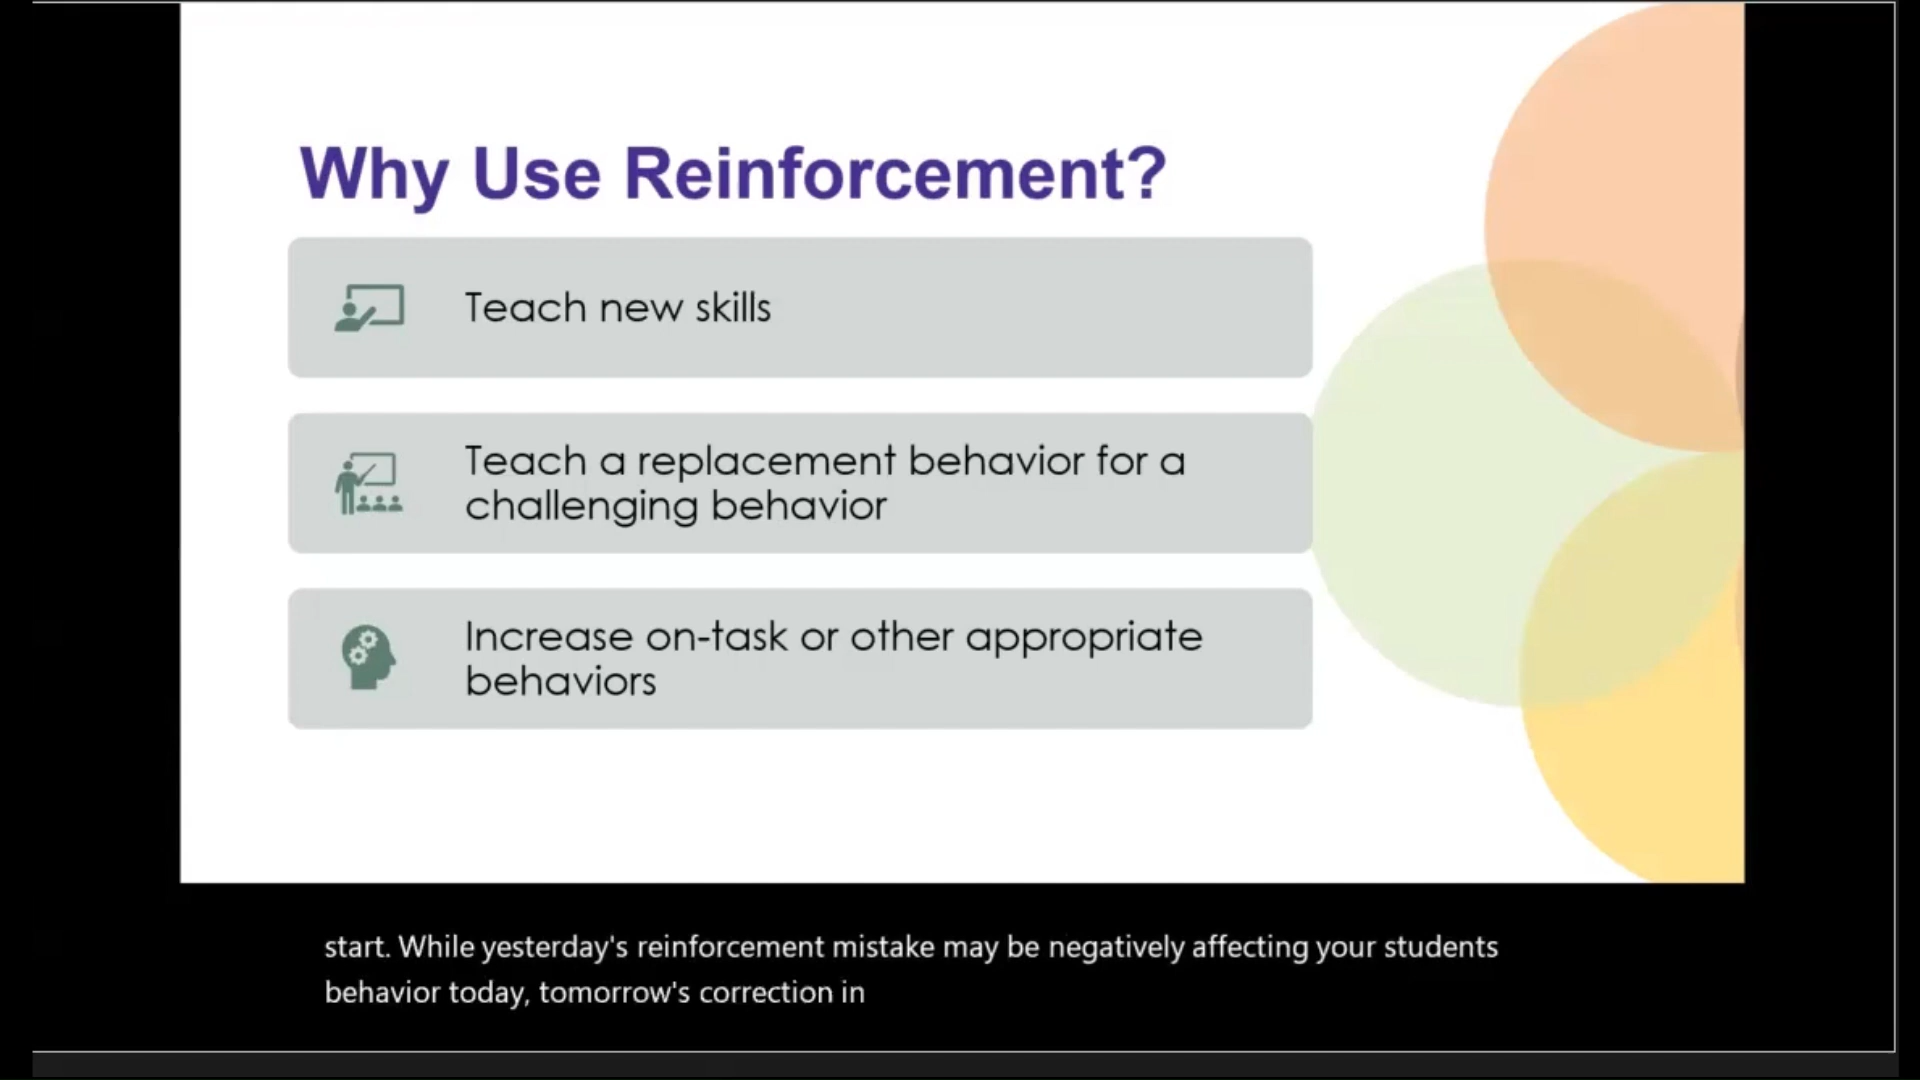 Why Use Reinforcement?
Teach new skills
Teach a replacement behavior for a
challenging behavior
Increase on-task or other appropriate
behaviors
start. While yesterday's reinforcement mistake may be negatively affecting your students
behavior today, tomorrow's correction in